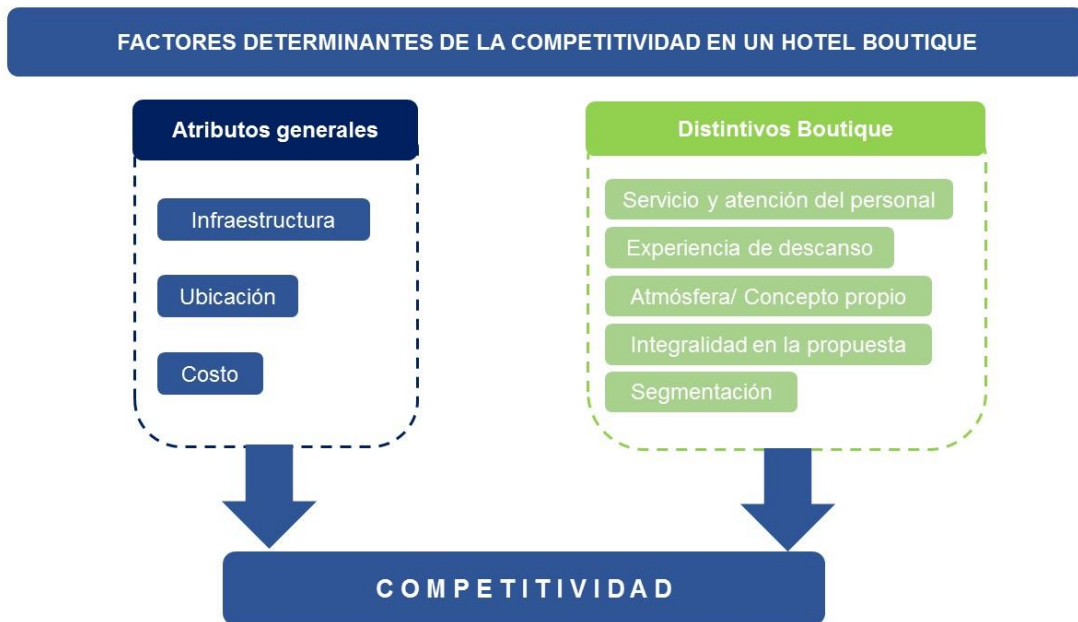 FACTORES DETERMINANTES DE LA COMPETITIVIDAD EN UN HOTEL BOUTIQUE
Atributos generales
Infraestructura
Ubicación
Costo
Distintivos Boutique
Servicio y atención del personal
Experiencia de descanso
Atmósfera/ Concepto propio
Integralidad en la propuesta
Segmentación
COMPETITIVIDAD